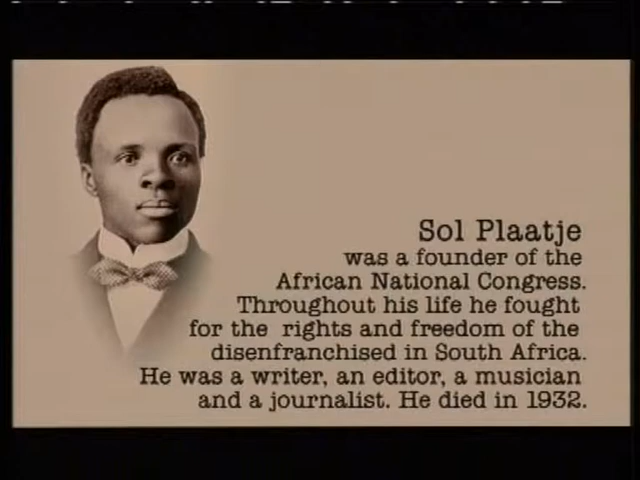 Sol Plaatje
was a founder of the
African National Congress.
Throughout his life he fought
for the rights and freedom of the
disenfranchised in South Africa.
He was a writer, an editor, a musician
and a journalist. He died in 1932.